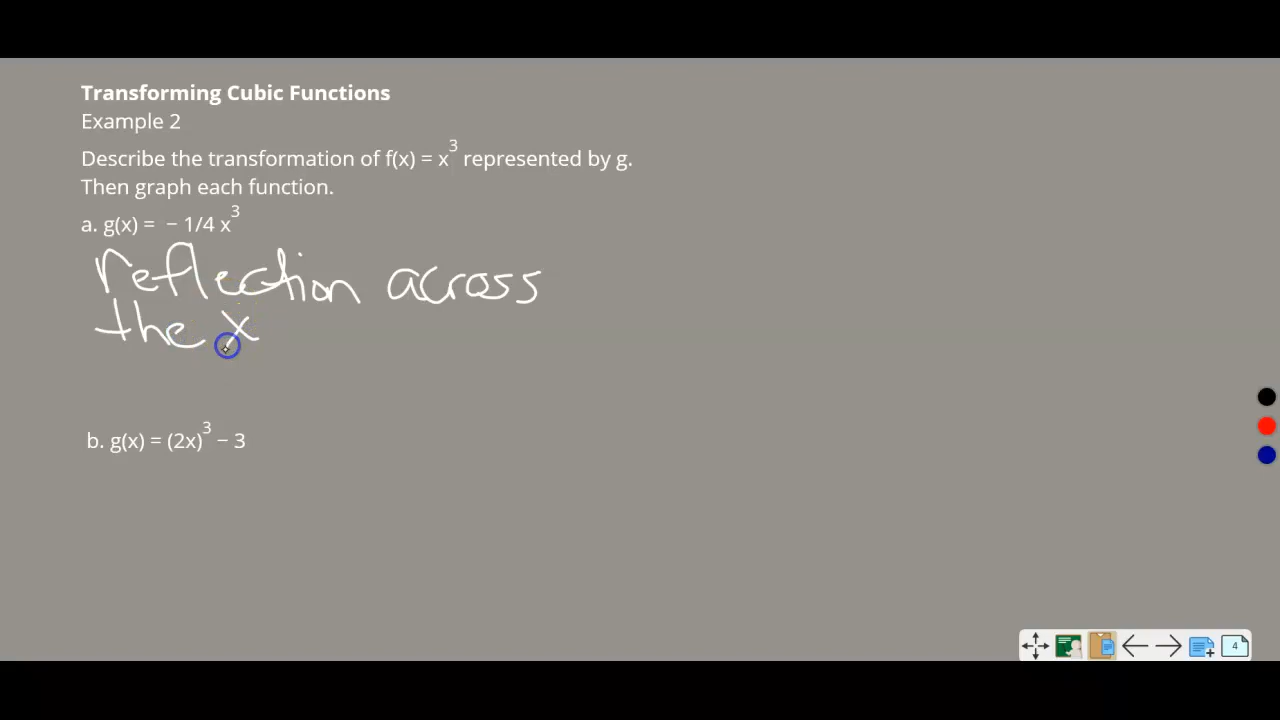 Transforming Cubic Functions
Example 2
Describe the transformation of f(x) = x³ represented by g.
Then graph each function.
a. g(x) = − 1/4 x³
reflection across
the x
b. g(x) = (2x)³ − 3
4